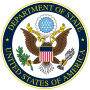 DEPARTMENT OF STATE
UNITED STATES OF AMERICA